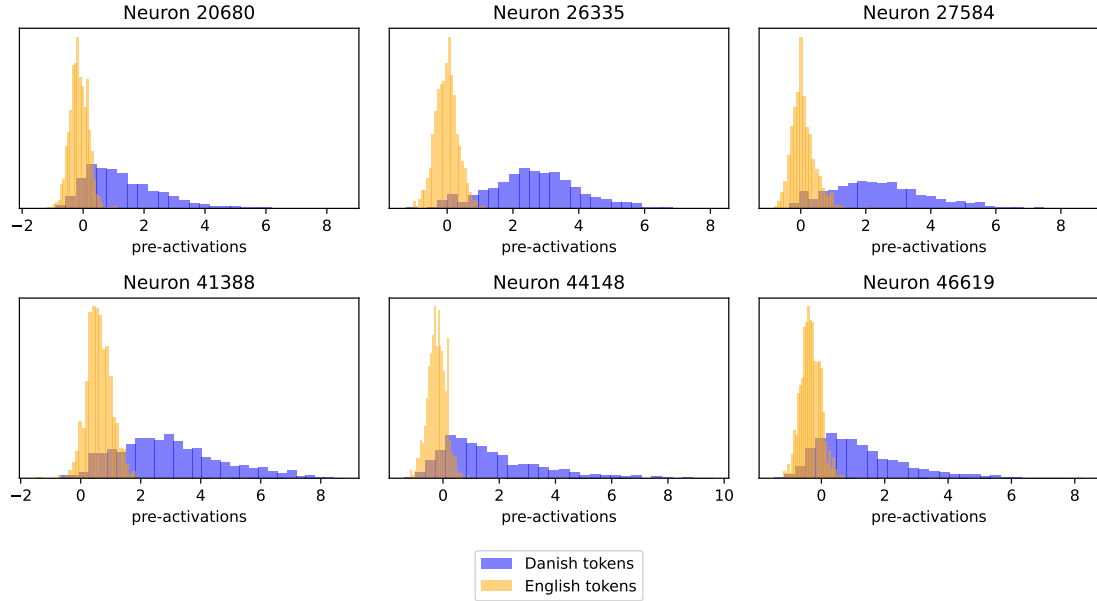 Neuron 20680 Neuron 26335 Neuron 27584
−2 0 2 4 6 8 0 2 4 6 8 0 2 4 6 8
pre-activations pre-activations pre-activations
Neuron 41388 Neuron 44148 Neuron 46619
−2 0 2 4 6 8 0 2 4 6 8 10 0 2 4 6 8
pre-activations pre-activations pre-activations
Danish tokens
English tokens